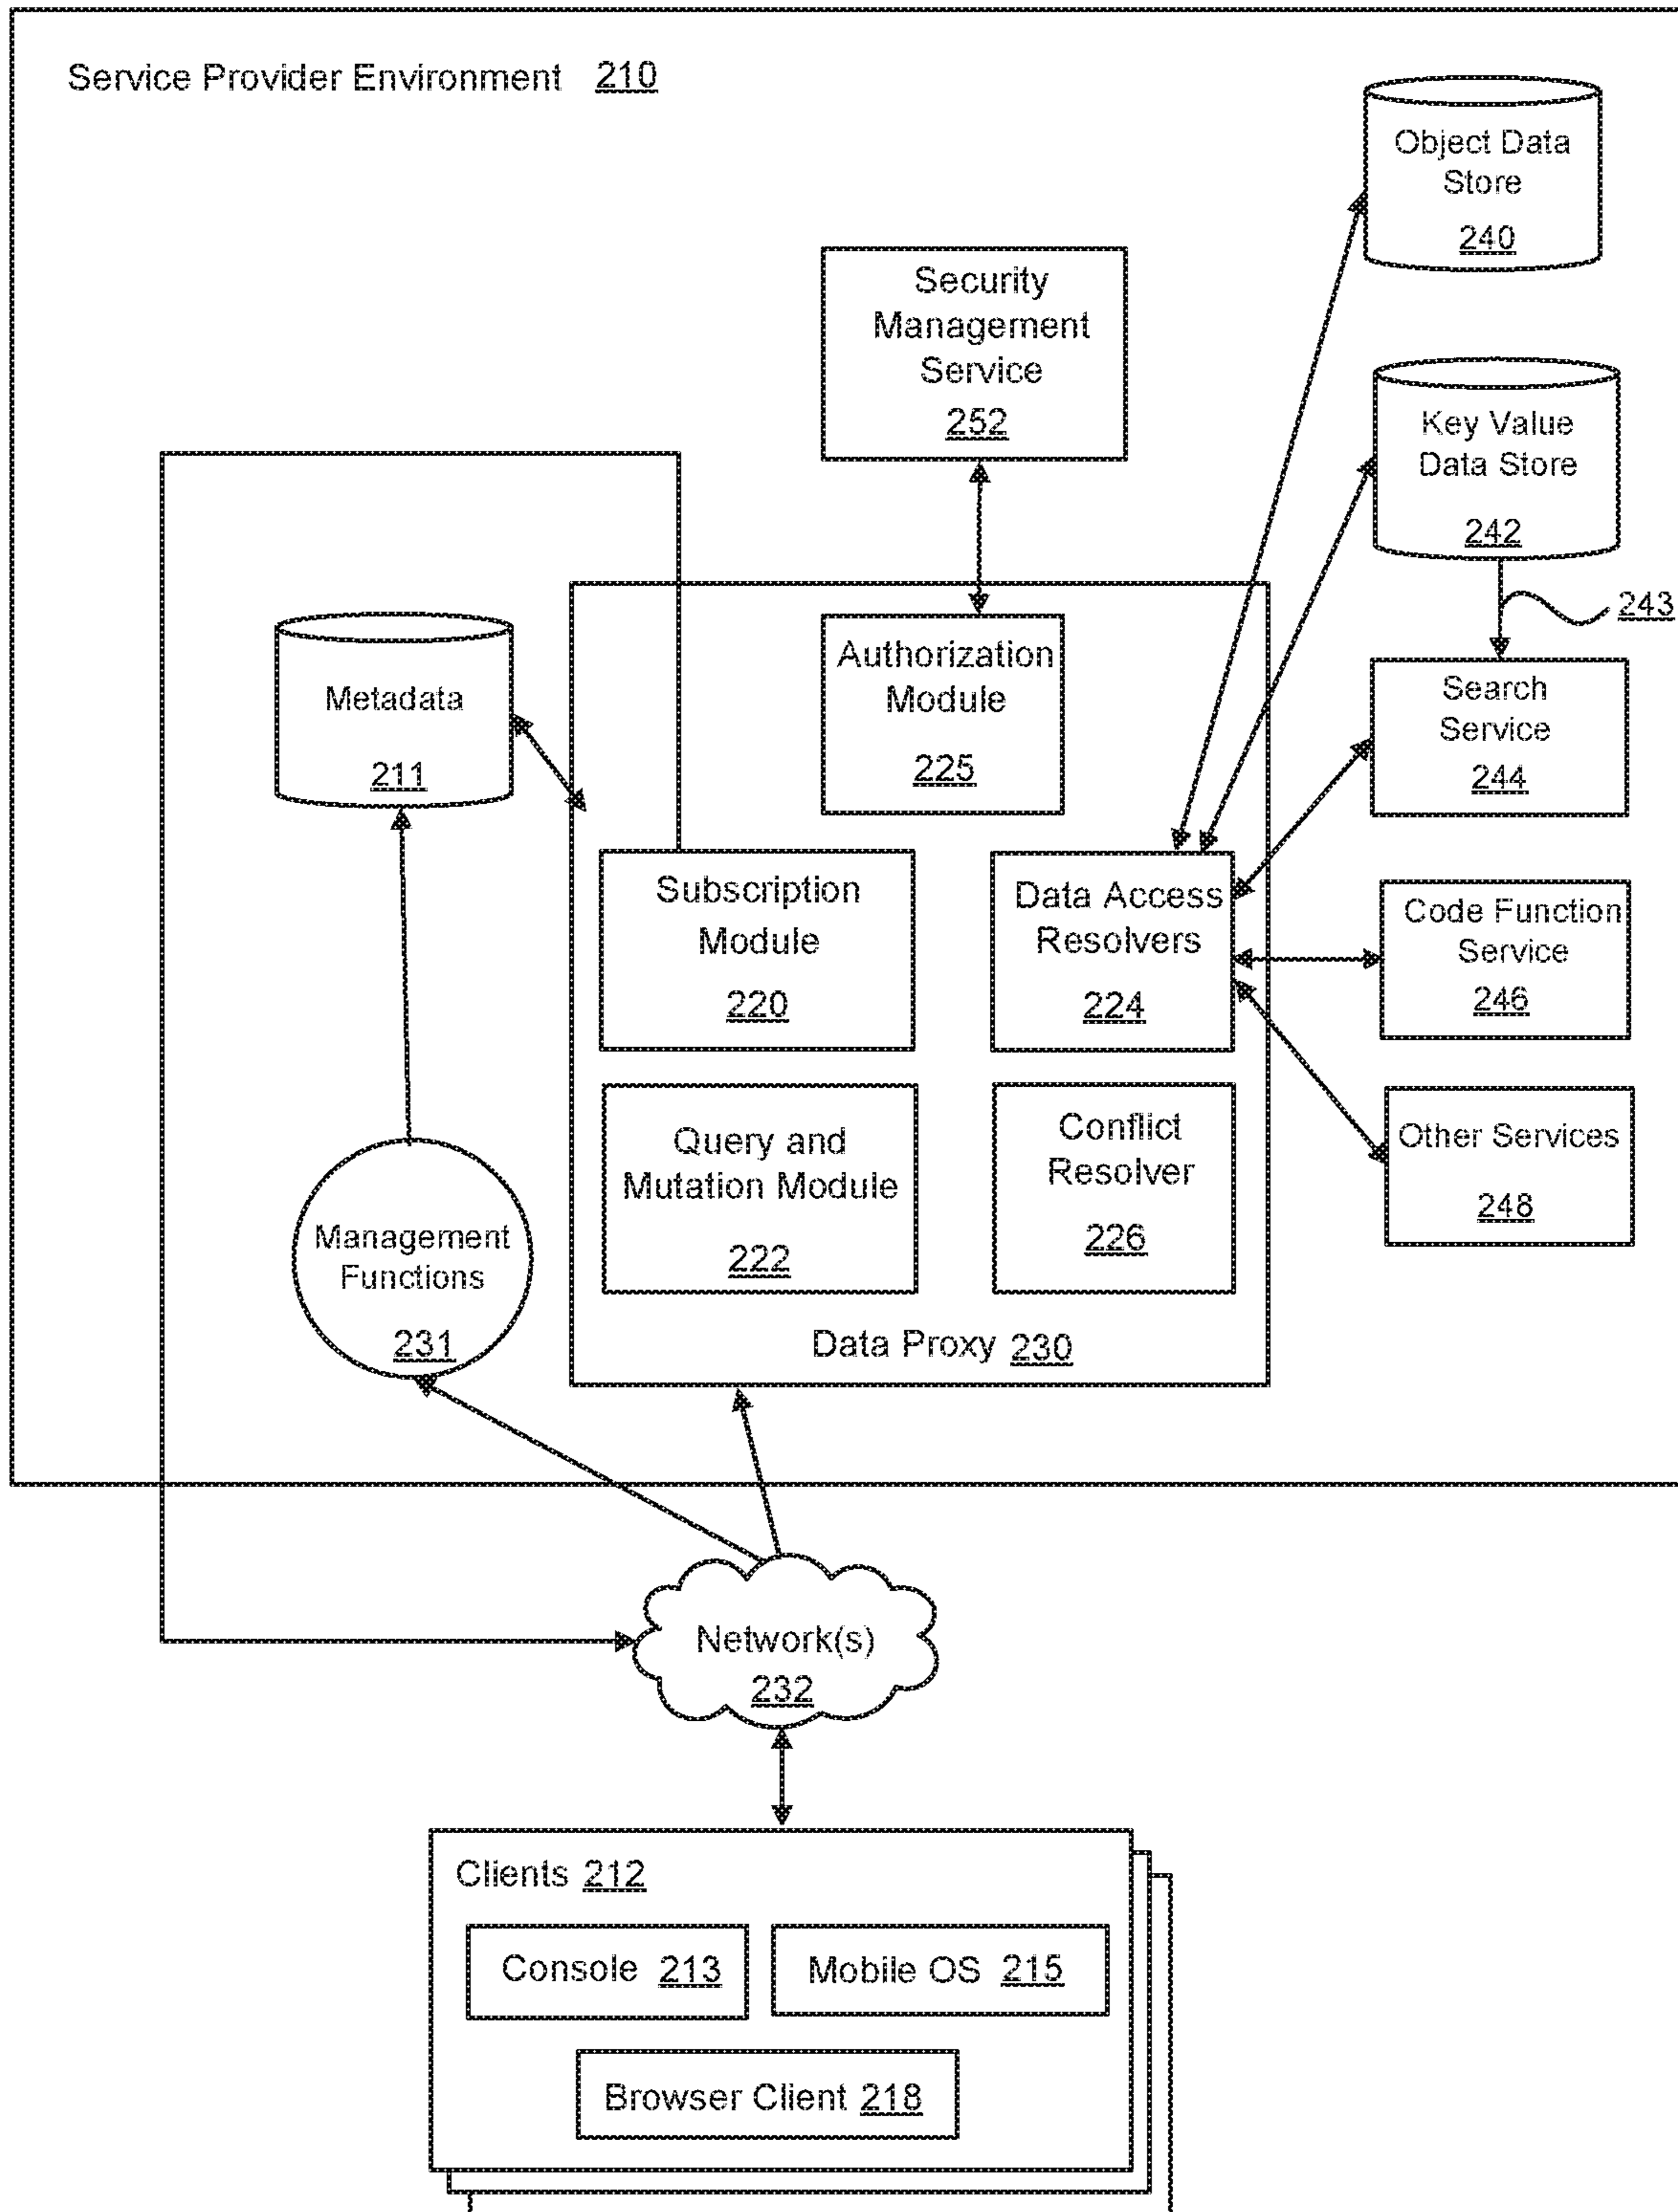 Service Provider Environment 210
Object Data
Store
240
Security
Management
Service
252
Key Value
Data Store
242
243
Metadata
211
Authorization
Module
225
Search
Service
244
Subscription
Module
220
Data Access
Resolvers
224
Code Function
Service
246
Query and
Mutation Module
222
Conflict
Resolver
226
Other Services
248
Management
Functions
231
Data Proxy 230
Network(s)
232
Clients 212
Console 213
Mobile OS 215
Browser Client 218